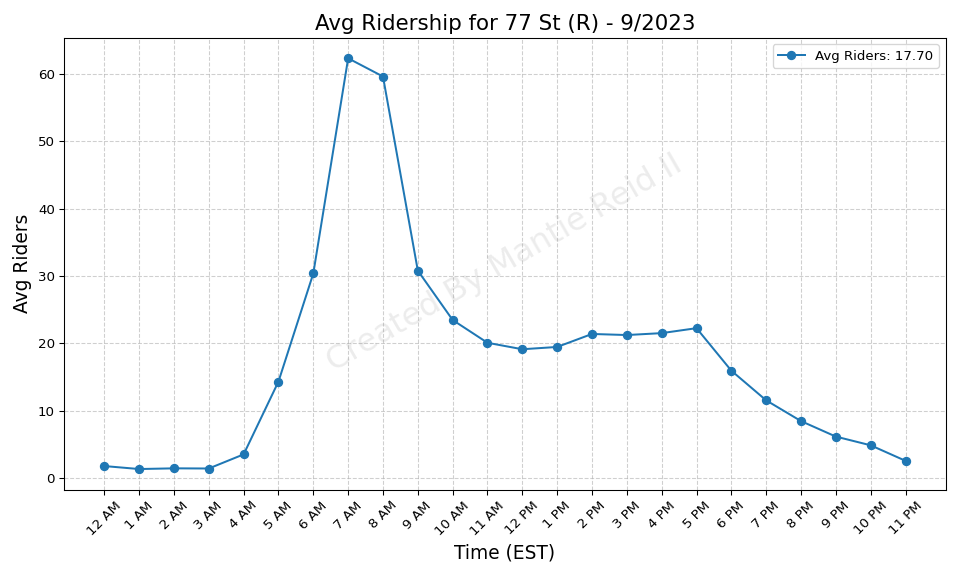 Avg Ridership for 77 St (R) - 9/2023
Avg Riders: 17.70
60
50
40
30
20
10
0
Avg Riders
Created By Mantie Reid II
12 AM
1 AM
2 AM
3 AM
4 AM
5 AM
6 AM
7 AM
8 AM
9 AM
10 AM
11 AM
12 PM
1 PM
2 PM
3 PM
4 PM
5 PM
6 PM
7 PM
8 PM
9 PM
10 PM
11 PM
Time (EST)